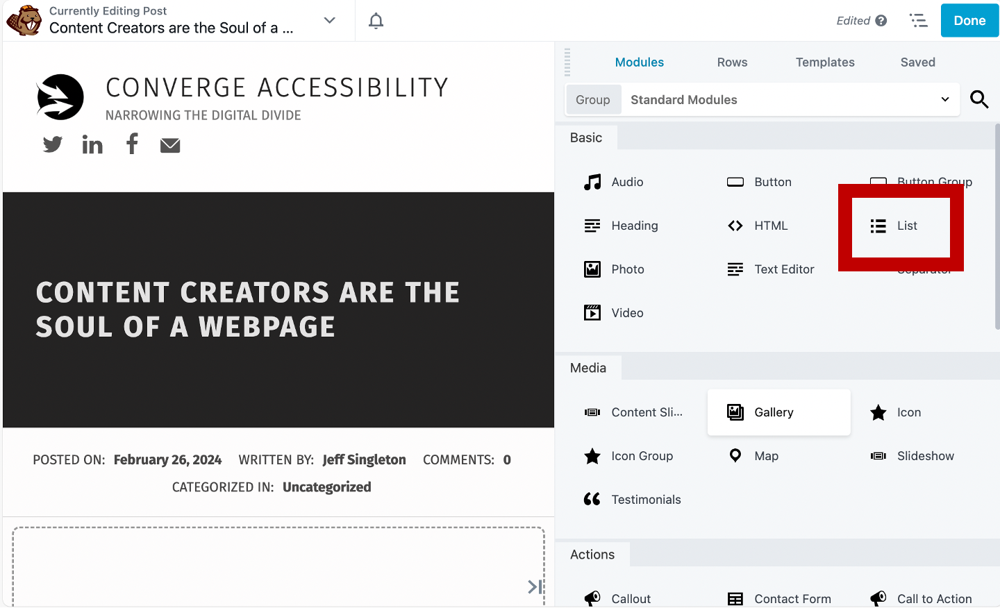 Currently Editing Post
Content Creators are the Soul of a ...
Edited
?
Done
CONVERGE ACCESSIBILITY
NARROWING THE DIGITAL DIVIDE
in
f
CONTENT CREATORS ARE THE
SOUL OF A WEBPAGE
POSTED ON: February 26, 2024 WRITTEN BY: Jeff Singleton COMMENTS: 0
CATEGORIZED IN: Uncategorized
Modules Rows Templates Saved
Group Standard Modules
Basic
Audio Button Button Group
Heading HTML List
Photo Text Editor Separator
Video
Media
Content Sli... Gallery Icon
Icon Group Map Slideshow
Testimonials
Actions
Callout Contact Form Call to Action